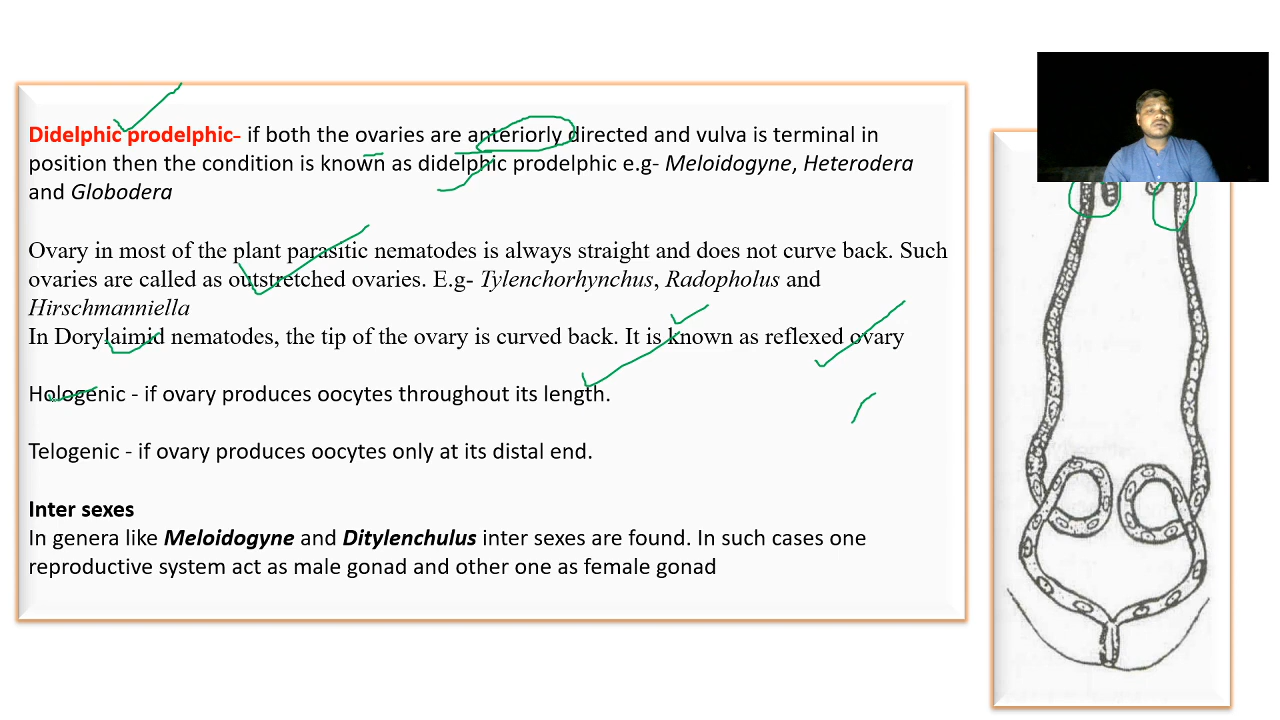 Didelphic prodelphic- if both the ovaries are anteriorly directed and vulva is terminal in
position then the condition is known as didelphic prodelphic e.g- Meloidogyne, Heterodera
and Globodera
Ovary in most of the plant parasitic nematodes is always straight and does not curve back. Such
ovaries are called as outstretched ovaries. E.g- Tylenchorhynchus, Radopholus and
Hirschmanniella
In Dorylaimid nematodes, the tip of the ovary is curved back. It is known as reflexed ovary
Hologenic - if ovary produces oocytes throughout its length.
Telogenic - if ovary produces oocytes only at its distal end.
Inter sexes
In genera like Meloidogyne and Ditylenchulus inter sexes are found. In such cases one
reproductive system act as male gonad and other one as female gonad